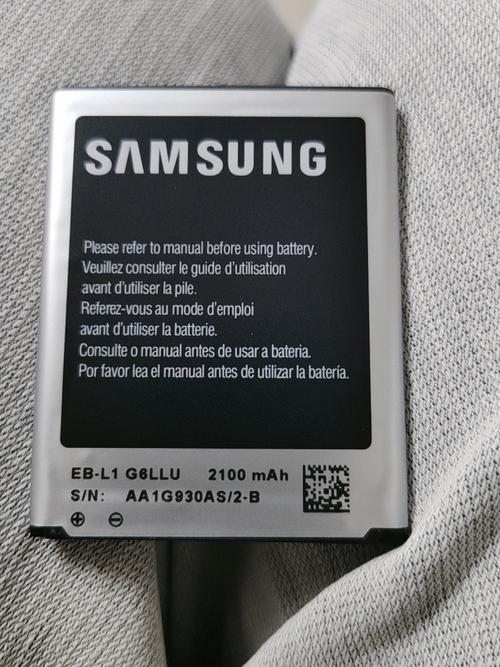 SAMSUNG
Please refer to manual before using battery.
Veuillez consulter le guide d'utilisation
avant d'utiliser la pile.
Referez-vous au mode d'emploi
avant d'utiliser la batterie.
Consulte o manual antes de usar a bateria.
Por favor lea el manual antes de utilizar la batería.
EB-L1 G6LLU 2100 mAh
S/N: AA1G930AS/2-B